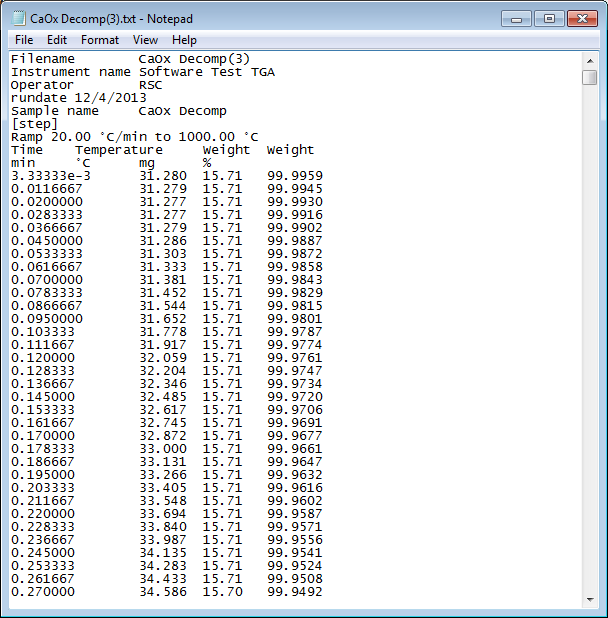 CaOx Decomp(3).txt - Notepad
File Edit Format View Help
Filename CaOx Decomp(3)
Instrument name Software Test TGA
Operator RSC
rundate 12/4/2013
Sample name CaOx Decomp
[step]
Ramp 20.00 °C/min to 1000.00 °C
Time Temperature Weight Weight
min °C mg %
3.33333e-3 31.280 15.71 99.9959
0.0116667 31.279 15.71 99.9945
0.0200000 31.277 15.71 99.9930
0.0283333 31.277 15.71 99.9916
0.0366667 31.279 15.71 99.9902
0.0450000 31.286 15.71 99.9887
0.0533333 31.303 15.71 99.9872
0.0616667 31.333 15.71 99.9858
0.0700000 31.381 15.71 99.9843
0.0783333 31.452 15.71 99.9829
0.0866667 31.544 15.71 99.9815
0.0950000 31.652 15.71 99.9801
0.103333 31.778 15.71 99.9787
0.111667 31.917 15.71 99.9774
0.120000 32.059 15.71 99.9761
0.128333 32.204 15.71 99.9747
0.136667 32.346 15.71 99.9734
0.145000 32.485 15.71 99.9720
0.153333 32.617 15.71 99.9706
0.161667 32.745 15.71 99.9691
0.170000 32.872 15.71 99.9677
0.178333 33.000 15.71 99.9661
0.186667 33.131 15.71 99.9647
0.195000 33.266 15.71 99.9632
0.203333 33.405 15.71 99.9616
0.211667 33.548 15.71 99.9602
0.220000 33.694 15.71 99.9587
0.228333 33.840 15.71 99.9571
0.236667 33.987 15.71 99.9556
0.245000 34.135 15.71 99.9541
0.253333 34.283 15.71 99.9524
0.261667 34.433 15.71 99.9508
0.270000 34.586 15.70 99.9492